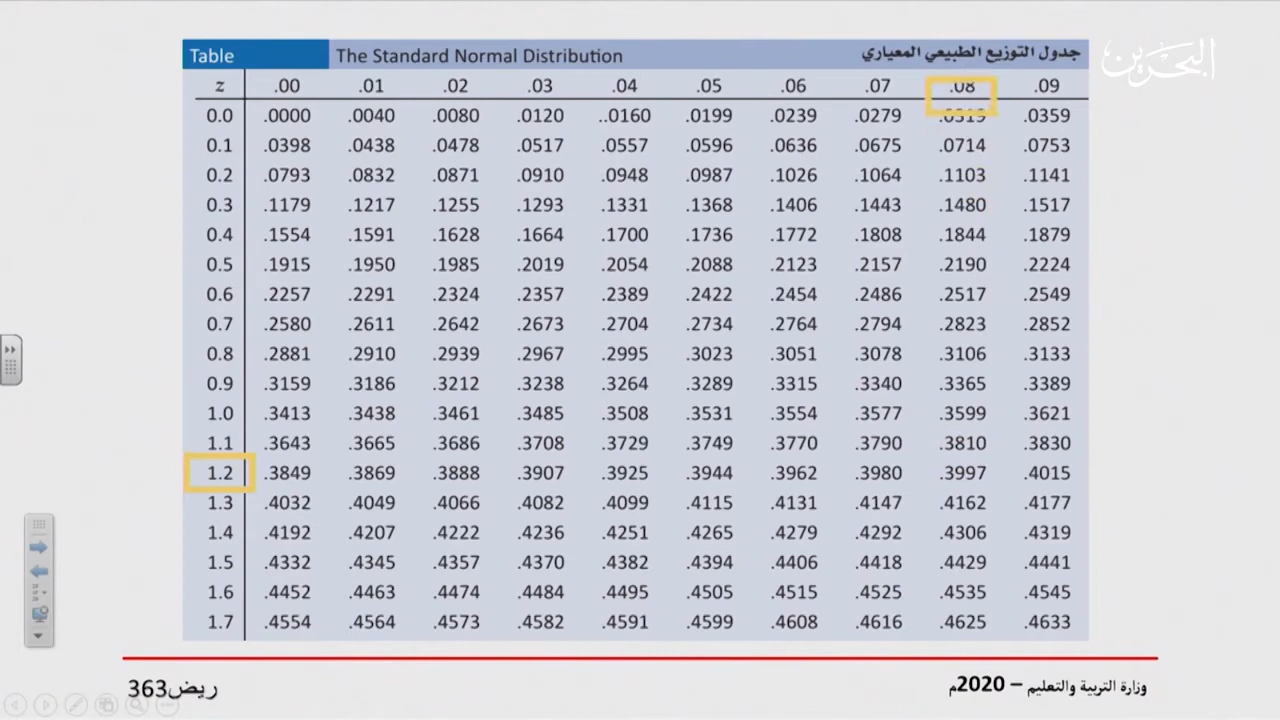 البحرين
Table The Standard Normal Distribution جدول التوزيع الطبيعي المعياري
z .00 .01 .02 .03 .04 .05 .06 .07 .08 .09
0.0 .0000 .0040 .0080 .0120 ..0160 .0199 .0239 .0279 .0319 .0359
0.1 .0398 .0438 .0478 .0517 .0557 .0596 .0636 .0675 .0714 .0753
0.2 .0793 .0832 .0871 .0910 .0948 .0987 .1026 .1064 .1103 .1141
0.3 .1179 .1217 .1255 .1293 .1331 .1368 .1406 .1443 .1480 .1517
0.4 .1554 .1591 .1628 .1664 .1700 .1736 .1772 .1808 .1844 .1879
0.5 .1915 .1950 .1985 .2019 .2054 .2088 .2123 .2157 .2190 .2224
0.6 .2257 .2291 .2324 .2357 .2389 .2422 .2454 .2486 .2517 .2549
0.7 .2580 .2611 .2642 .2673 .2704 .2734 .2764 .2794 .2823 .2852
0.8 .2881 .2910 .2939 .2967 .2995 .3023 .3051 .3078 .3106 .3133
0.9 .3159 .3186 .3212 .3238 .3264 .3289 .3315 .3340 .3365 .3389
1.0 .3413 .3438 .3461 .3485 .3508 .3531 .3554 .3577 .3599 .3621
1.1 .3643 .3665 .3686 .3708 .3729 .3749 .3770 .3790 .3810 .3830
1.2 .3849 .3869 .3888 .3907 .3925 .3944 .3962 .3980 .3997 .4015
1.3 .4032 .4049 .4066 .4082 .4099 .4115 .4131 .4147 .4162 .4177
1.4 .4192 .4207 .4222 .4236 .4251 .4265 .4279 .4292 .4306 .4319
1.5 .4332 .4345 .4357 .4370 .4382 .4394 .4406 .4418 .4429 .4441
1.6 .4452 .4463 .4474 .4484 .4495 .4505 .4515 .4525 .4535 .4545
1.7 .4554 .4564 .4573 .4582 .4591 .4599 .4608 .4616 .4625 .4633
وزارة التربية والتعليم – 2020م ريض363